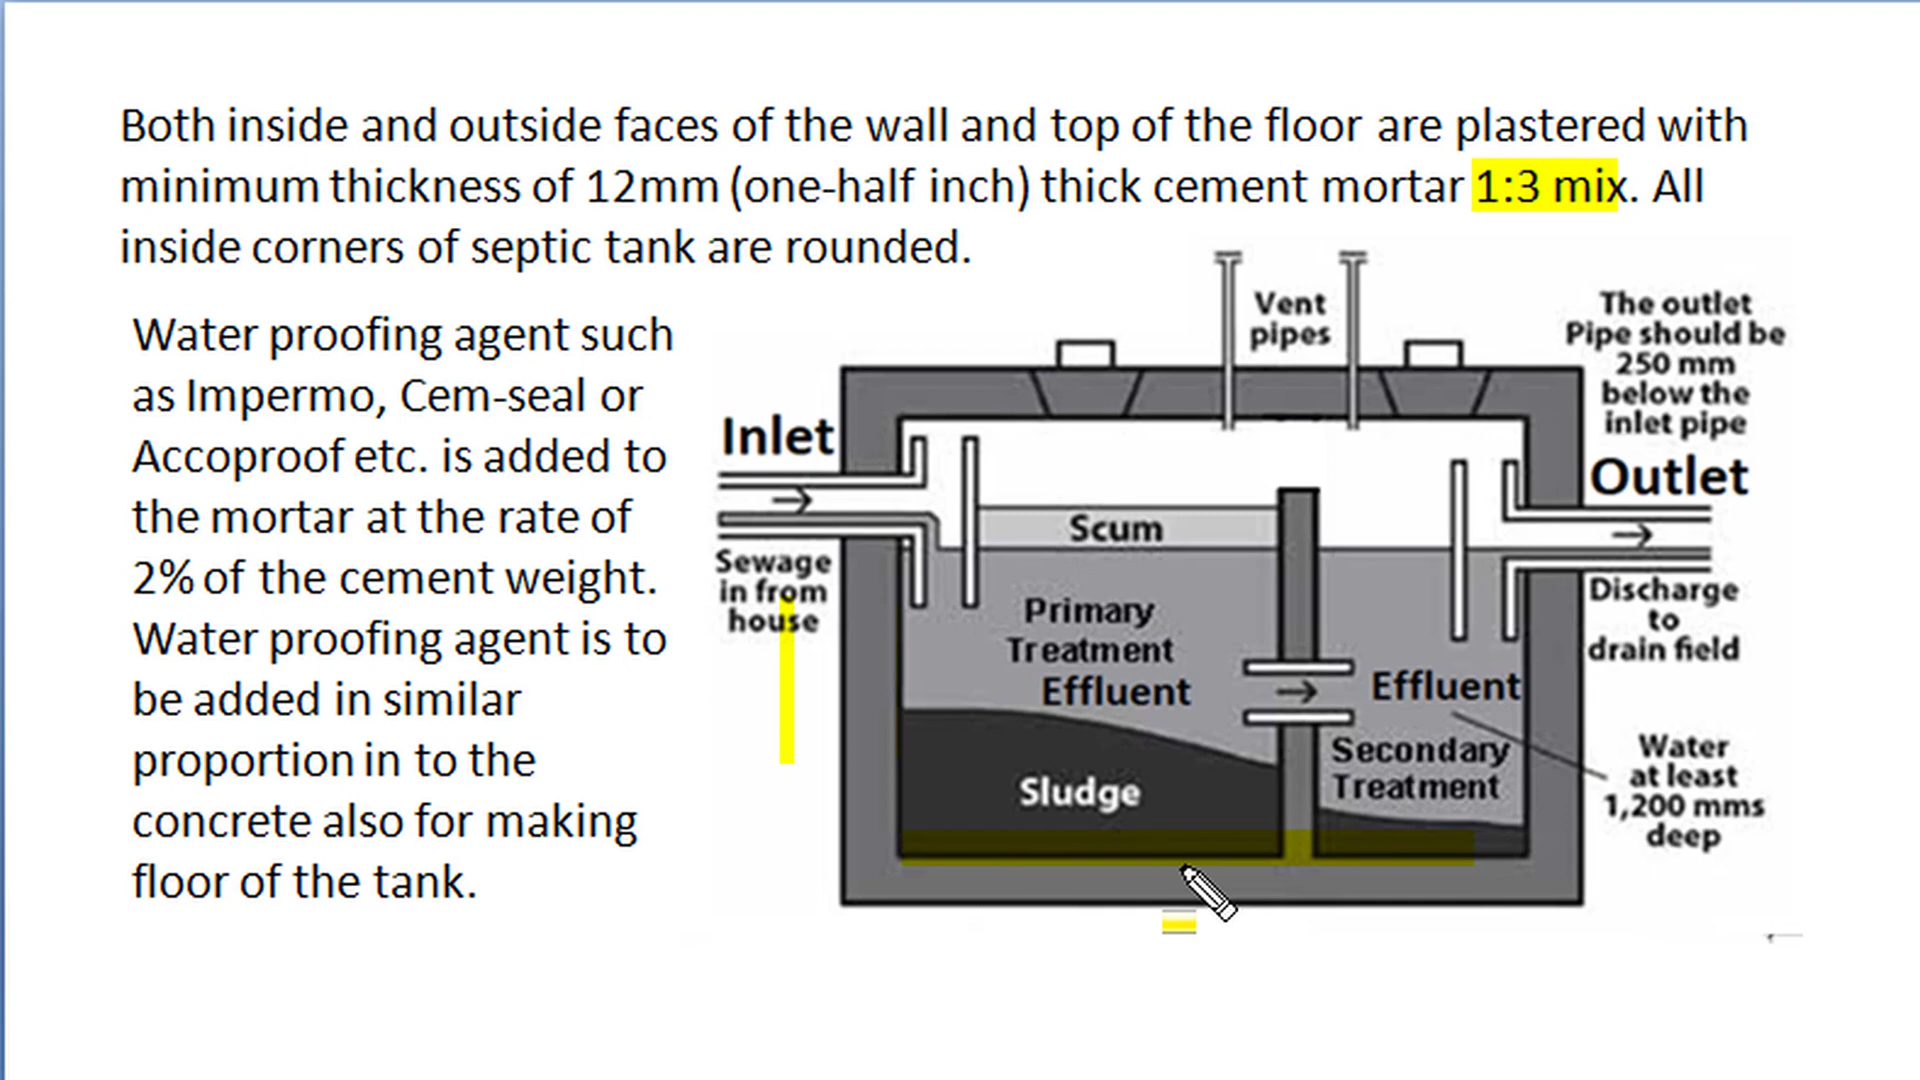 Both inside and outside faces of the wall and top of the floor are plastered with
minimum thickness of 12mm (one-half inch) thick cement mortar 1:3 mix. All
inside corners of septic tank are rounded.
Water proofing agent such
as Impermo, Cem-seal or
Accoproof etc. is added to
the mortar at the rate of
2% of the cement weight.
Water proofing agent is to
be added in similar
proportion in to the
concrete also for making
floor of the tank.
Vent
pipes
The outlet
Pipe should be
250 mm
below the
inlet pipe
Inlet
Outlet
Scum
Sewage
in from
house
Discharge
to
drain field
Primary
Treatment
Effluent
Effluent
Secondary
Treatment
Sludge
Water
at least
1,200 mms
deep